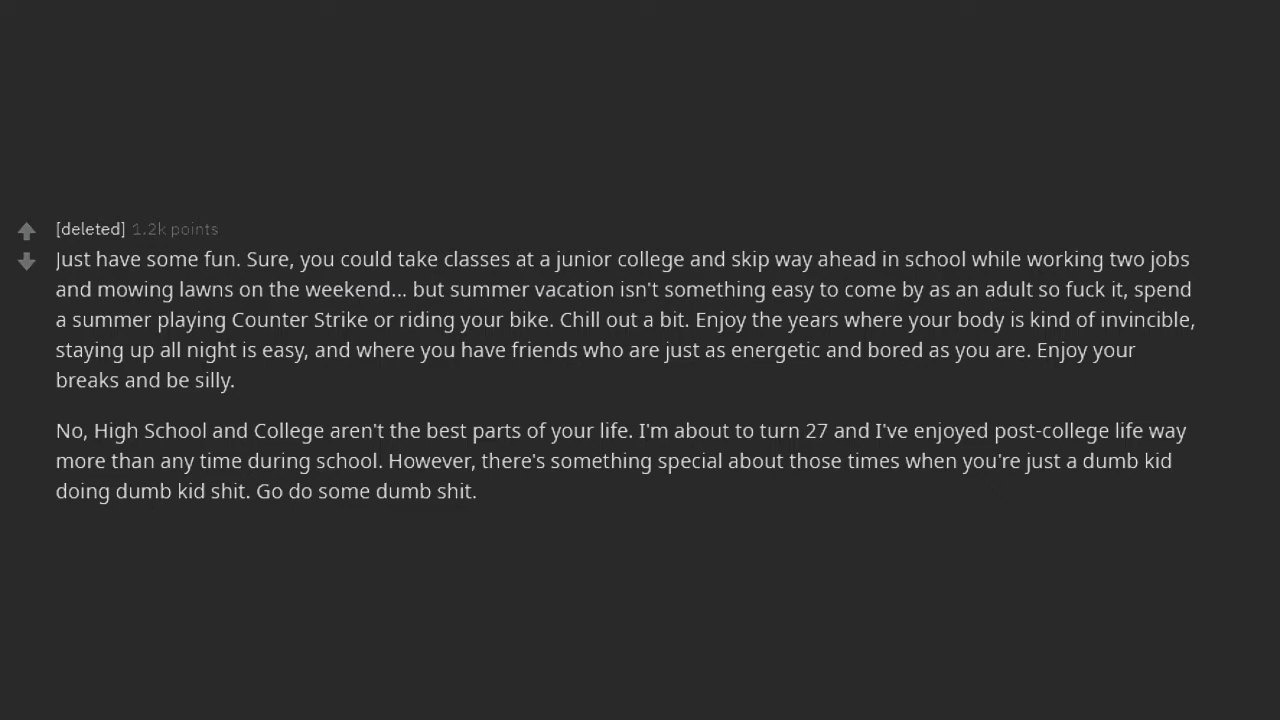 [deleted] 1.2k points
Just have some fun. Sure, you could take classes at a junior college and skip way ahead in school while working two jobs
and mowing lawns on the weekend... but summer vacation isn't something easy to come by as an adult so fuck it, spend
a summer playing Counter Strike or riding your bike. Chill out a bit. Enjoy the years where your body is kind of invincible,
staying up all night is easy, and where you have friends who are just as energetic and bored as you are. Enjoy your
breaks and be silly.
No, High School and College aren't the best parts of your life. I'm about to turn 27 and I've enjoyed post-college life way
more than any time during school. However, there's something special about those times when you're just a dumb kid
doing dumb kid shit. Go do some dumb shit.